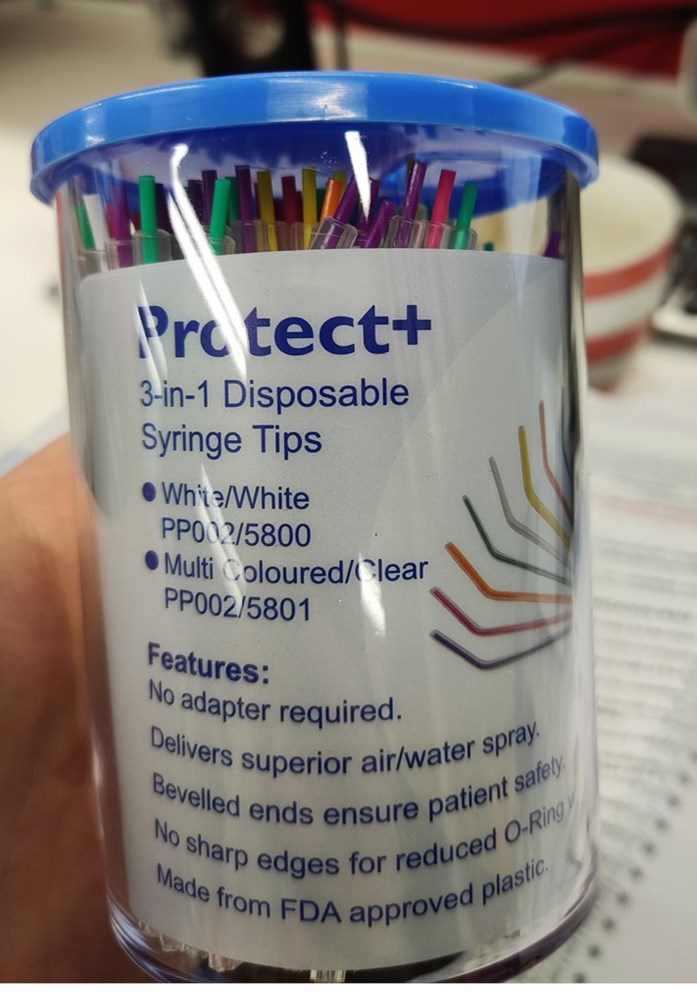 Protect+
3-in-1 Disposable
Syringe Tips
White/White
PP002/5800
Multi Coloured/Clear
PP002/5801
Features:
No adapter required.
Delivers superior air/water spray.
Bevelled ends ensure patient safety.
No sharp edges for reduced O-Ring
Made from FDA approved plastic.